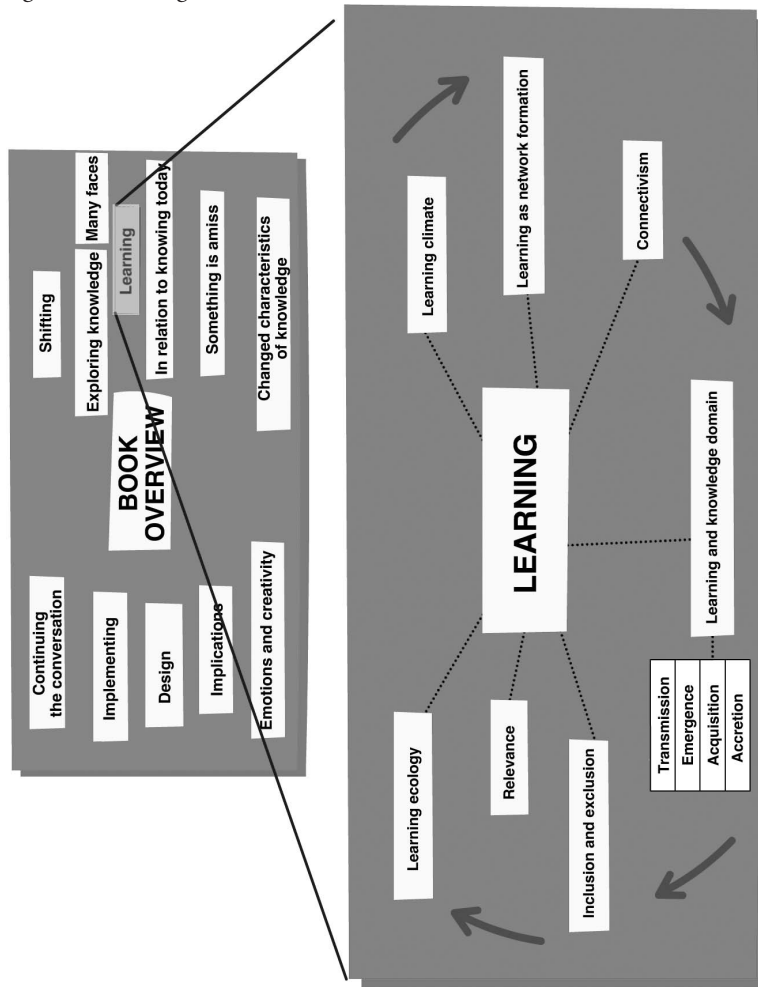 Continuing
the conversation
Implementing
Design
Implications
Emotions and creativity
BOOK
OVERVIEW
Shifting
Exploring knowledge
Many faces
Learning
In relation to knowing today
Something is amiss
Changed characteristics
of knowledge
LEARNING
Learning climate
Learning as network formation
Connectivism
Learning and knowledge domain
Transmission
Emergence
Acquisition
Accretion
Inclusion and exclusion
Relevance
Learning ecology